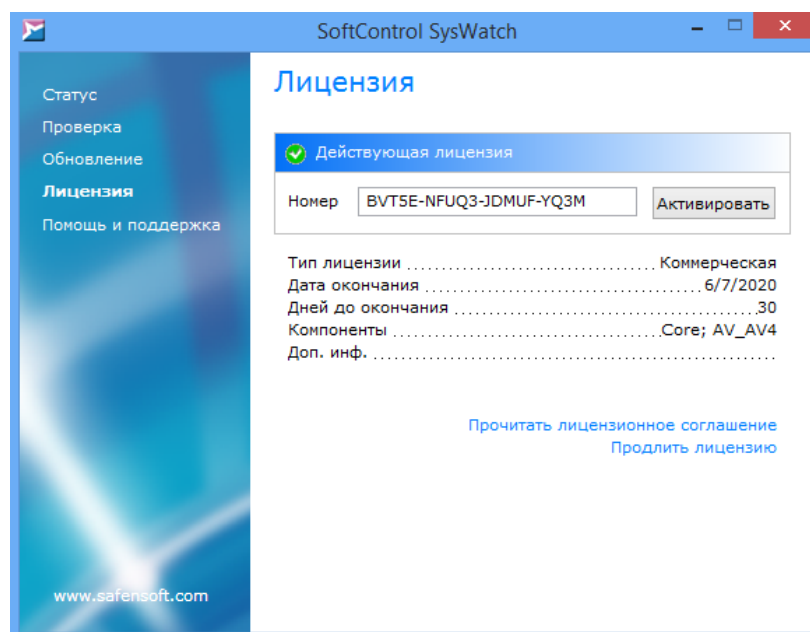 SoftControl SysWatch
Статус
Проверка
Обновление
Лицензия
Помощь и поддержка
www.safensoft.com
Лицензия
Действующая лицензия
Номер BVT5E-NFUQ3-JDMUF-YQ3M Активировать
Тип лицензии Коммерческая
Дата окончания 6/7/2020
Дней до окончания 30
Компоненты Core; AV_AV4
Доп. инф.
Прочитать лицензионное соглашение
Продлить лицензию